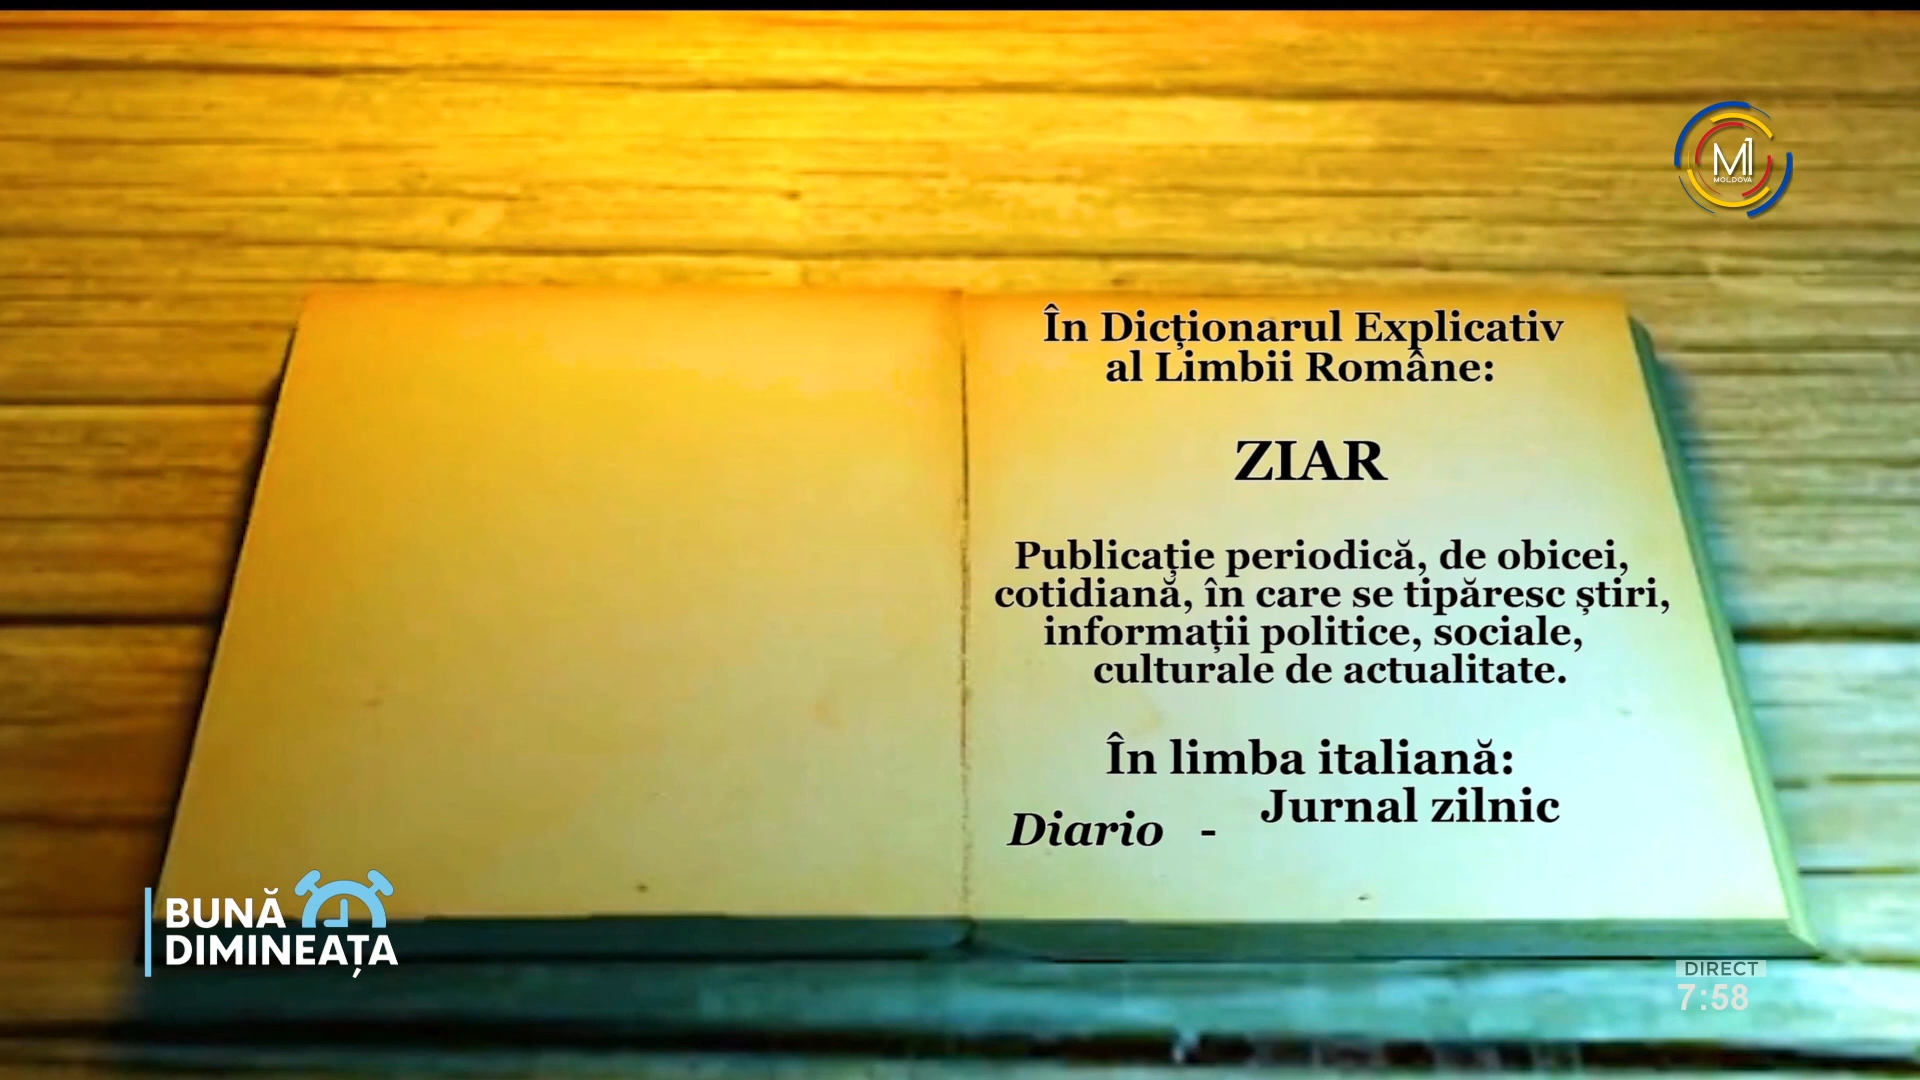 M1
MOLDOVA
În Dicționarul Explicativ
al Limbii Române:
ZIAR
Publicație periodică, de obicei,
cotidiană, în care se tipăresc știri,
informații politice, sociale,
culturale de actualitate.
În limba italiană:
Diario - Jurnal zilnic
BUNĂ
DIMINEAȚA
DIRECT
7:58